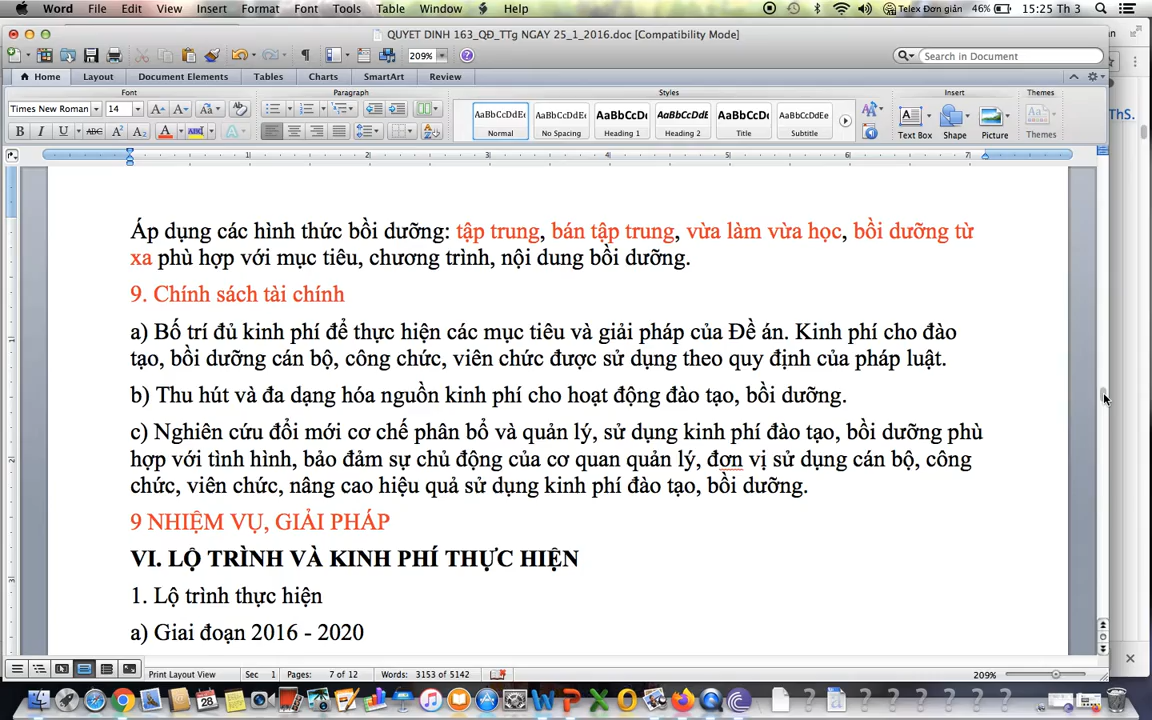 Word File Edit View Insert Format Font Tools Table Window Help Telex Đơn giản 46% 15:25 Th 3
QUYET DINH 163_QĐ_TTg NGAY 25_1_2016.doc [Compatibility Mode]
209% Search in Document
Home Layout Document Elements Tables Charts SmartArt Review
Font Paragraph Styles Insert Themes
Times New Roman 14
AaBbCcDdEe AaBbCcDdEe AaBbCcDc AaBbCcDdEe AaBbCcDc AaBbCcDdEe
Normal No Spacing Heading 1 Heading 2 Title Subtitle Text Box Shape Picture Themes
ThS.
Áp dụng các hình thức bồi dưỡng: tập trung, bán tập trung, vừa làm vừa học, bồi dưỡng từ
xa phù hợp với mục tiêu, chương trình, nội dung bồi dưỡng.
9. Chính sách tài chính
a) Bố trí đủ kinh phí để thực hiện các mục tiêu và giải pháp của Đề án. Kinh phí cho đào
tạo, bồi dưỡng cán bộ, công chức, viên chức được sử dụng theo quy định của pháp luật.
b) Thu hút và đa dạng hóa nguồn kinh phí cho hoạt động đào tạo, bồi dưỡng.
c) Nghiên cứu đổi mới cơ chế phân bổ và quản lý, sử dụng kinh phí đào tạo, bồi dưỡng phù
hợp với tình hình, bảo đảm sự chủ động của cơ quan quản lý, đơn vị sử dụng cán bộ, công
chức, viên chức, nâng cao hiệu quả sử dụng kinh phí đào tạo, bồi dưỡng.
9 NHIỆM VỤ, GIẢI PHÁP
VI. LỘ TRÌNH VÀ KINH PHÍ THỰC HIỆN
1. Lộ trình thực hiện
a) Giai đoạn 2016 - 2020
Print Layout View Sec 1 Pages: 7 of 12 Words: 3153 of 5142 209%